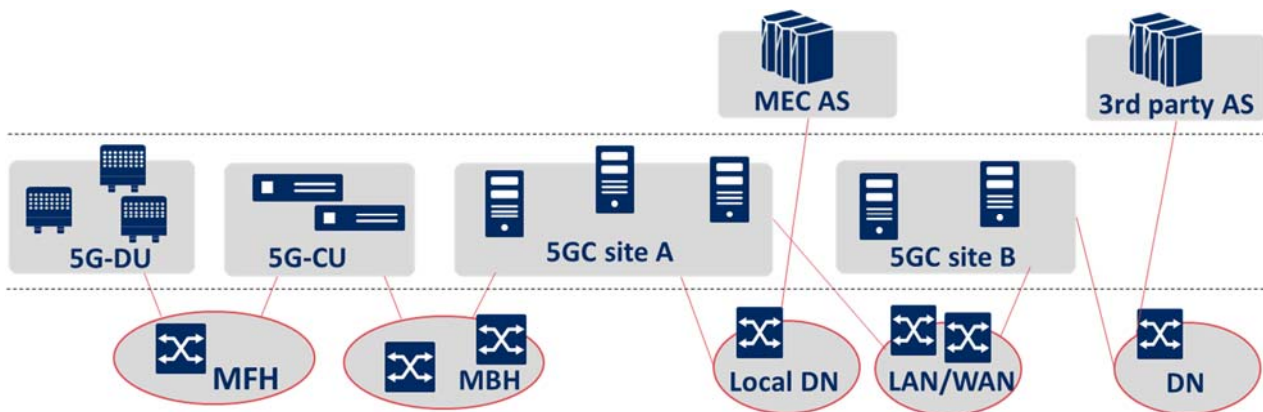 MEC AS
3rd party AS
5G-DU
5G-CU
5GC site A
5GC site B
MFH
MBH
Local DN
LAN/WAN
DN